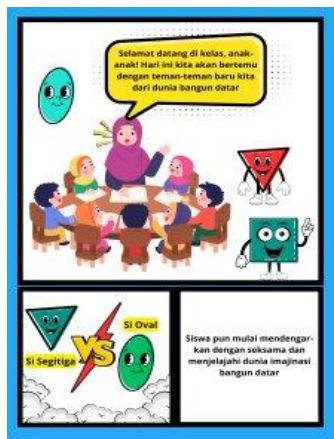 Selamat datang di kelas, anak-
anak! Hari ini kita akan bertemu
dengan teman-teman baru kita
dari dunia bangun datar
Si Segitiga
VS
Si Oval
Siswa pun mulai mendengar-
kan dengan seksama dan
menjelajahi dunia imajinasi
bangun datar